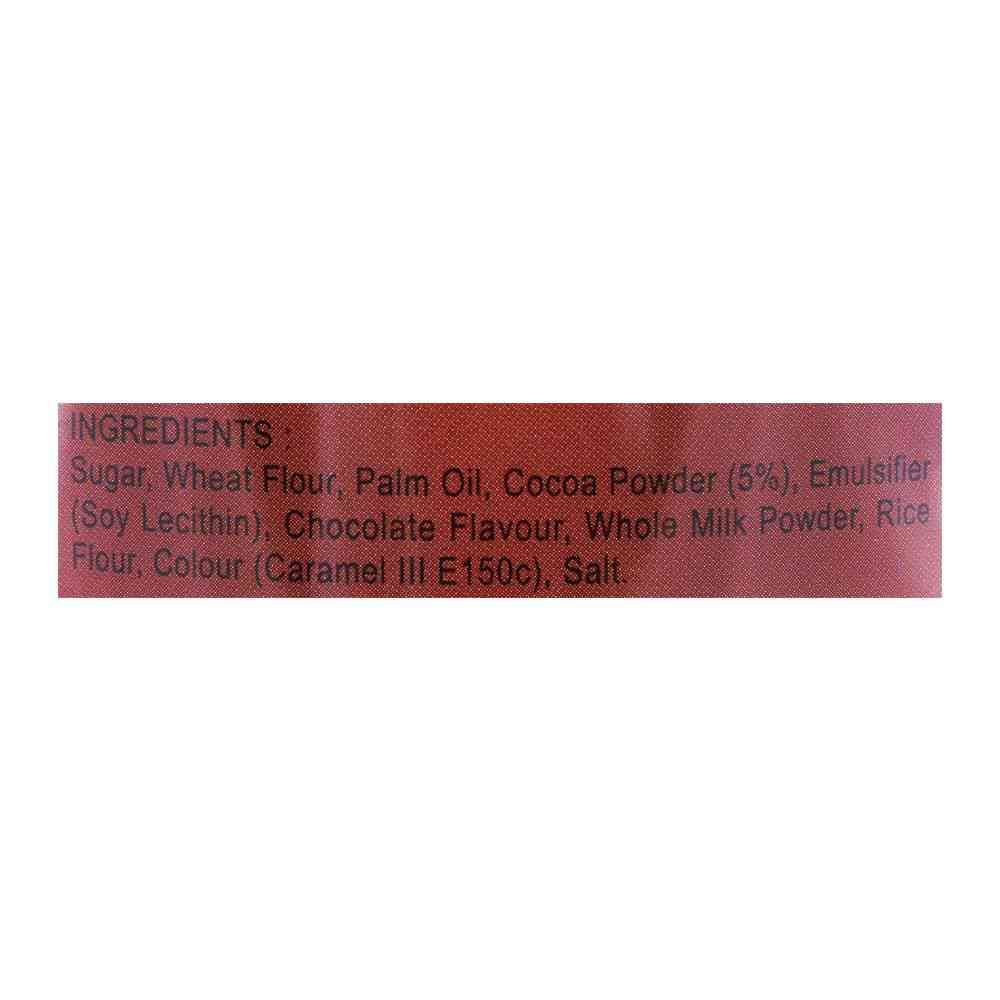 INGREDIENTS :
Sugar, Wheat Flour, Palm Oil, Cocoa Powder (5%), Emulsifier
(Soy Lecithin), Chocolate Flavour, Whole Milk Powder, Rice
Flour, Colour (Caramel III E150c), Salt.